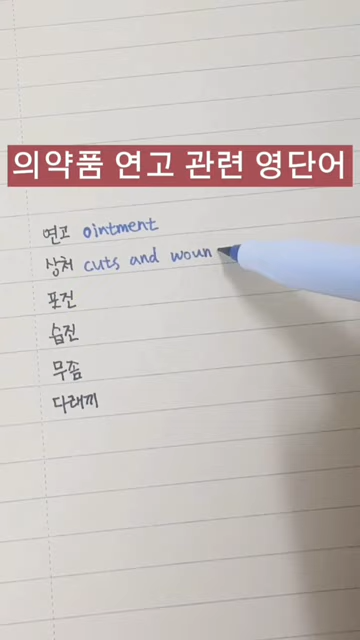 의약품 연고 관련 영단어
연고 ointment
상처 cuts and woun
포진
습진
무좀
다래끼